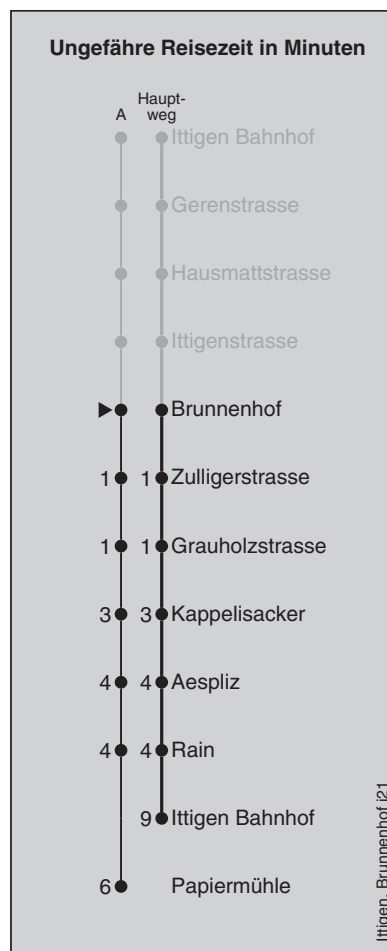 Ungefähre Reisezeit in Minuten
A
Haupt-
weg
Ittigen Bahnhof
Gerenstrasse
Hausmattstrasse
Ittigenstrasse
Brunnenhof
1 1 Zulligerstrasse
1 1 Grauholzstrasse
3 3 Kappelisacker
4 4 Aespliz
4 4 Rain
9 Ittigen Bahnhof
6 Papiermühle
Ittigen, Brunnenhof j21